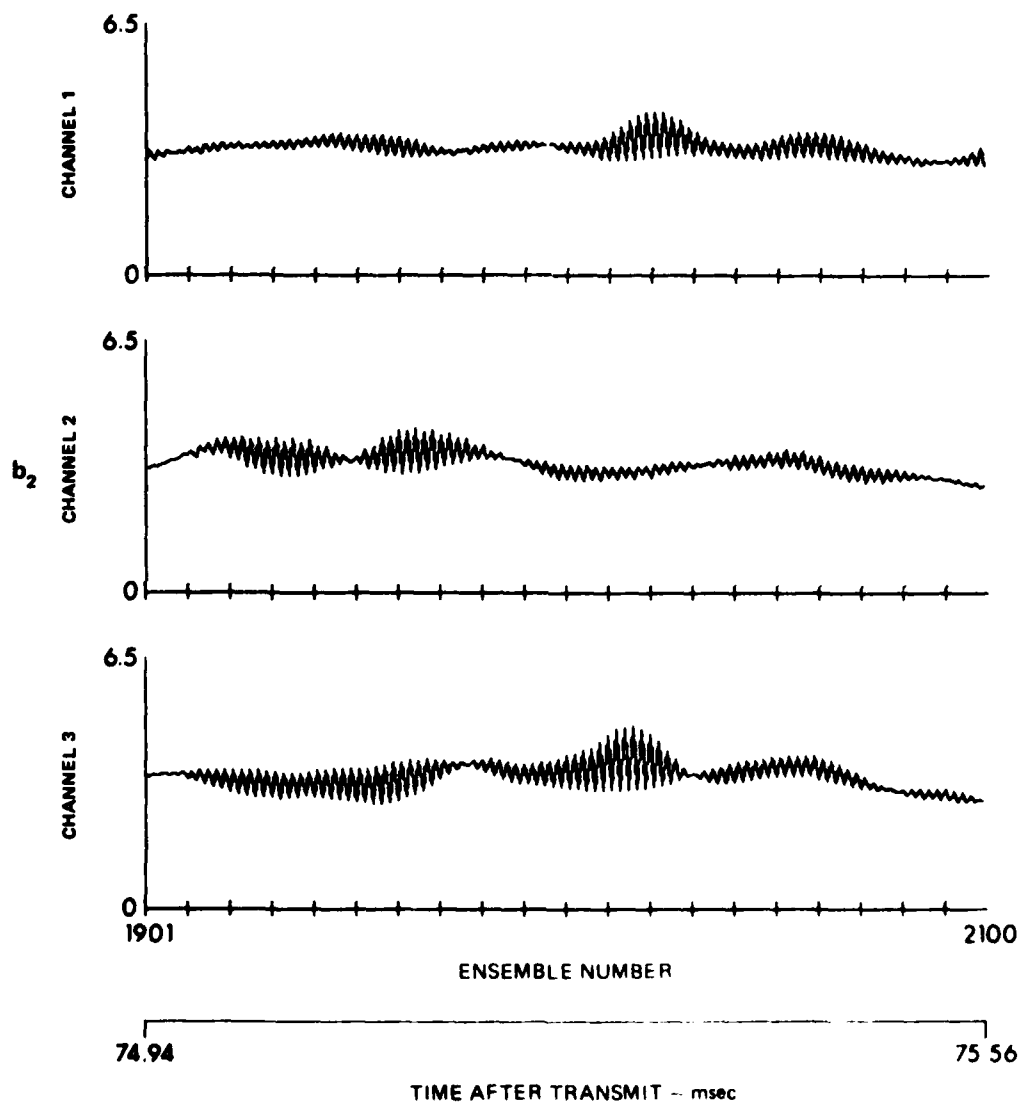 6.5
CHANNEL 1
0
6.5
b2
CHANNEL 2
0
6.5
CHANNEL 3
0
1901 2100
ENSEMBLE NUMBER
74.94 75 56
TIME AFTER TRANSMIT - msec